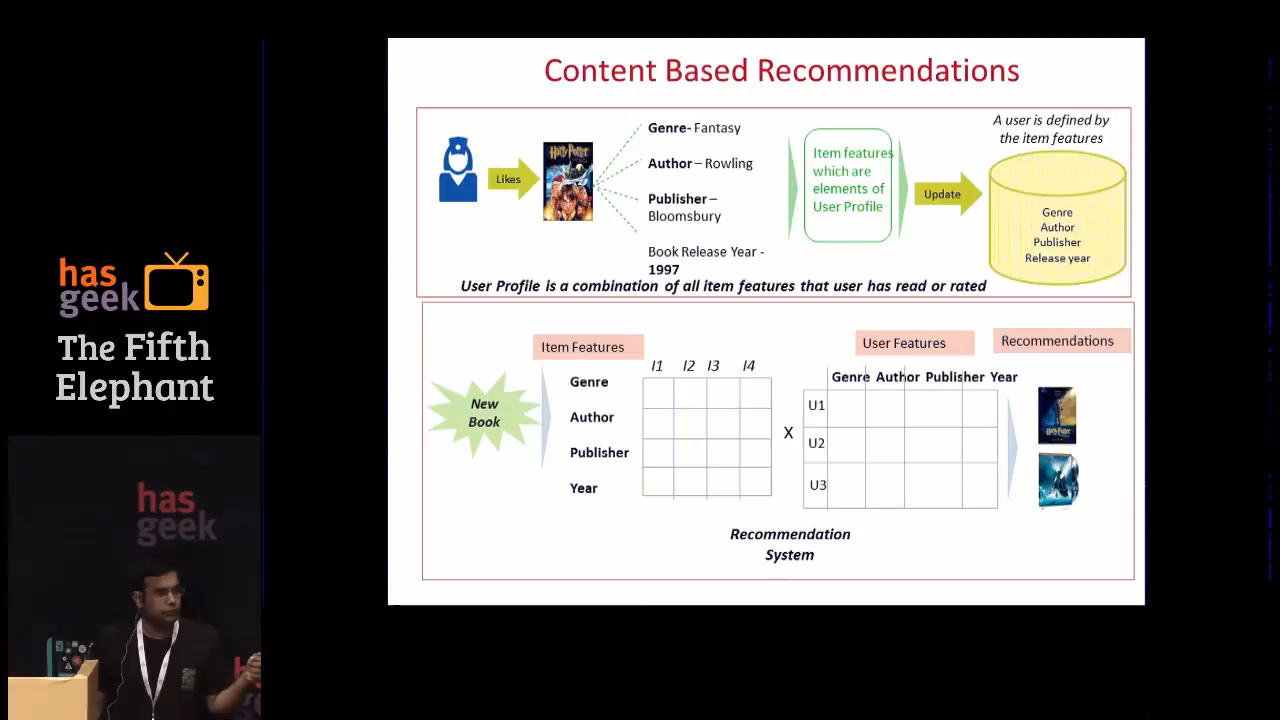 Content Based Recommendations
A user is defined by
the item features
Genre- Fantasy
Author – Rowling
Publisher –
Bloomsbury
Book Release Year -
1997
Likes
Harry Potter
Item features
which are
elements of
User Profile
Update
Genre
Author
Publisher
Release year
User Profile is a combination of all item features that user has read or rated
Item Features
User Features
Recommendations
I1 I2 I3 I4
Genre
Author
Publisher
Year
New
Book
X
Genre Author Publisher Year
U1
U2
U3
Harry Potter
Recommendation
System
has
geek
The Fifth
Elephant
has
geek